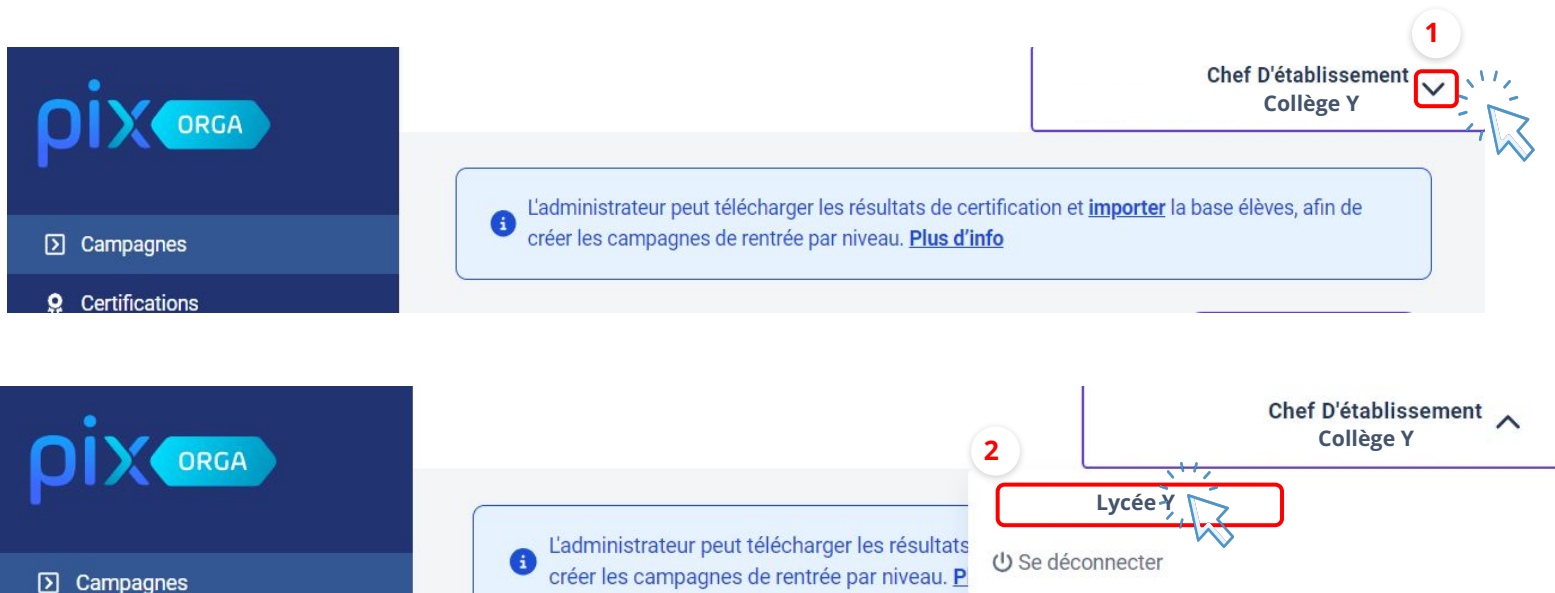 1
Chef D'établissement
Collège Y
pix ORGA
L'administrateur peut télécharger les résultats de certification et importer la base élèves, afin de
créer les campagnes de rentrée par niveau. Plus d'info
Campagnes
Certifications
Chef D'établissement
Collège Y
pix ORGA
2
Lycée Y
L'administrateur peut télécharger les résultats
créer les campagnes de rentrée par niveau. P
Se déconnecter
Campagnes